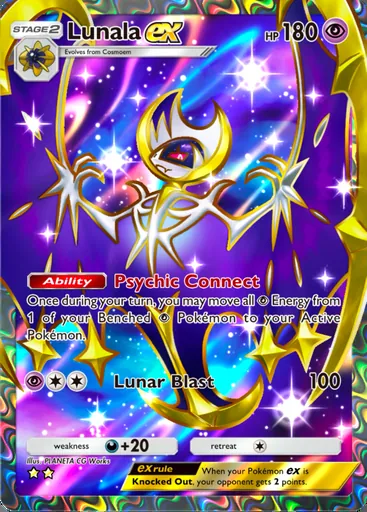 STAGE 2 Lunala ex HP 180
Evolves from Cosmoem
Ability Psychic Connect
Once during your turn, you may move all Energy from
1 of your Benched Pokémon to your Active
Pokémon.
Lunar Blast 100
weakness +20 retreat
Illus. PLANETA CG Works
ex rule When your Pokémon ex is
Knocked Out, your opponent gets 2 points.